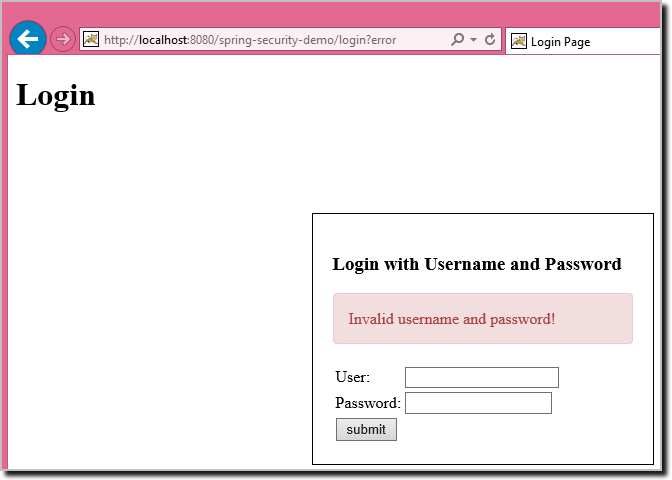 http://localhost:8080/spring-security-demo/login?error
Login Page
Login
Login with Username and Password
Invalid username and password!
User:
Password:
submit